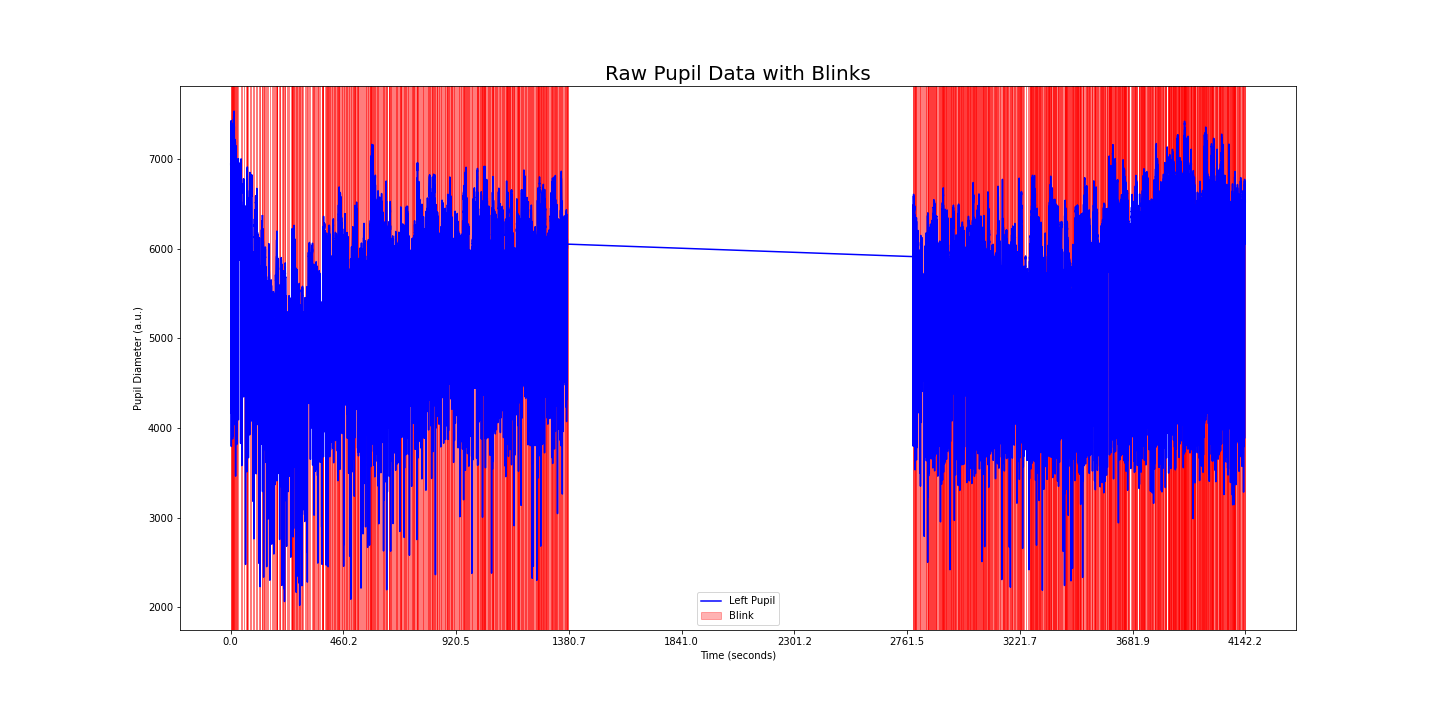 Raw Pupil Data with Blinks
Pupil Diameter (a.u.)
7000
6000
5000
4000
3000
2000
Left Pupil
Blink
0.0 460.2 920.5 1380.7 1841.0 2301.2 2761.5 3221.7 3681.9 4142.2
Time (seconds)